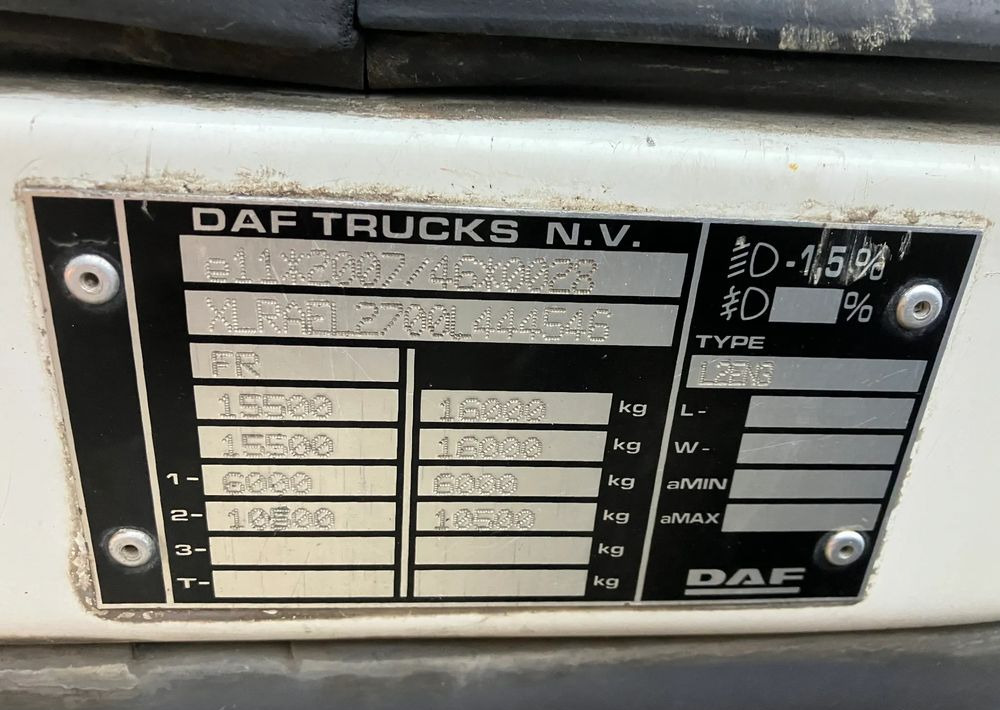 DAF TRUCKS N.V.
e11*2007/46*0028
XLRAEL2700L444546
FR
15500 16000 kg
15500 16000 kg
1- 6000 6000 kg
2- 10500 10500 kg
3- kg
T- kg
-1,5%
%
TYPE
L2EN3
L-
W-
aMIN
aMAX
DAF